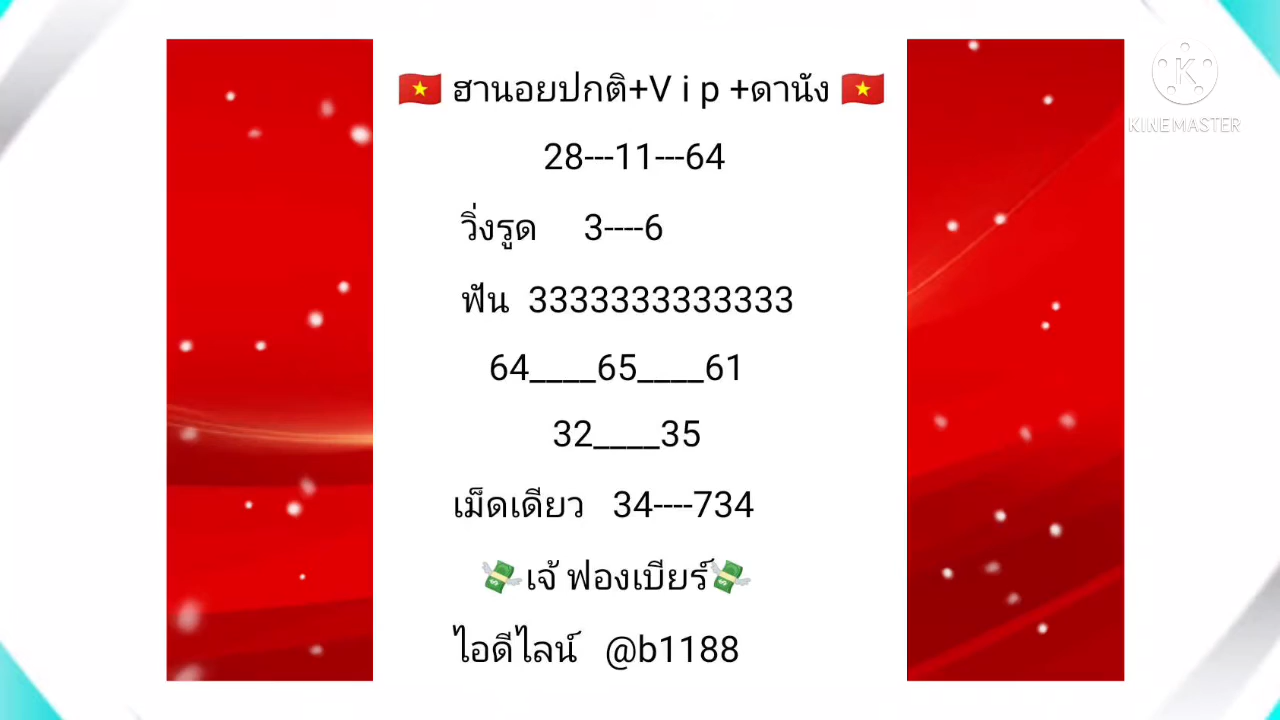 🇻🇳 ฮานอยปกติ+V i p +ดานัง 🇻🇳
28---11---64
วิ่งรูด 3----6
ฟัน 3333333333333
64____65____61
32____35
เม็ดเดียว 34----734
💸เจ้ ฟองเบียร์💸
ไอดีไลน์ @b1188
K
KINEMASTER